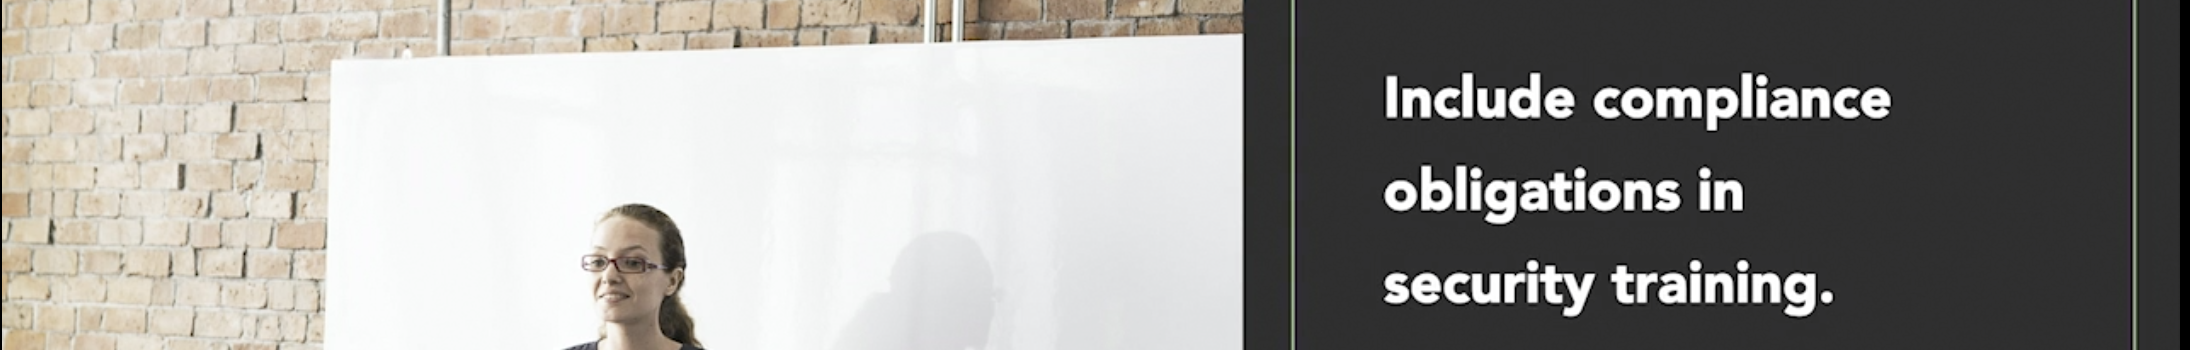 Include compliance
obligations in
security training.